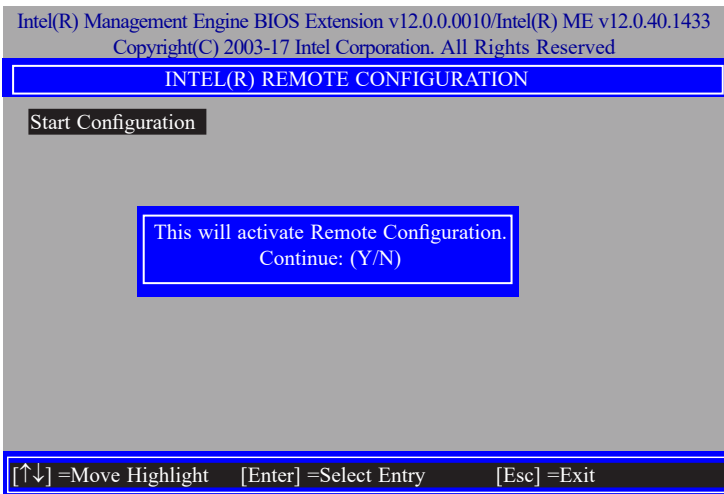 Intel(R) Management Engine BIOS Extension v12.0.0.0010/Intel(R) ME v12.0.40.1433
Copyright(C) 2003-17 Intel Corporation. All Rights Reserved
INTEL(R) REMOTE CONFIGURATION
Start Configuration
This will activate Remote Configuration.
Continue: (Y/N)
[↑↓] =Move Highlight [Enter] =Select Entry [Esc] =Exit